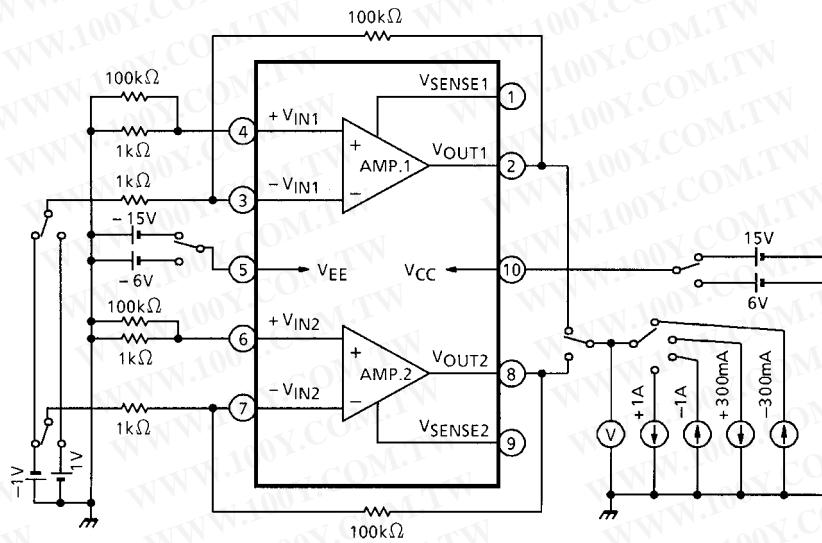 100kΩ
100kΩ
1kΩ
1kΩ
-15V
-6V
100kΩ
1kΩ
1kΩ
-1V
1V
4
+VIN1
3
-VIN1
5
VEE
6
+VIN2
7
-VIN2
+
AMP.1
-
+
AMP.2
-
VSENSE1
1
VOUT1
2
VCC
10
VOUT2
8
VSENSE2
9
15V
6V
V
+1A
-1A
+300mA
-300mA
100kΩ
WWW.100Y.COM.TW